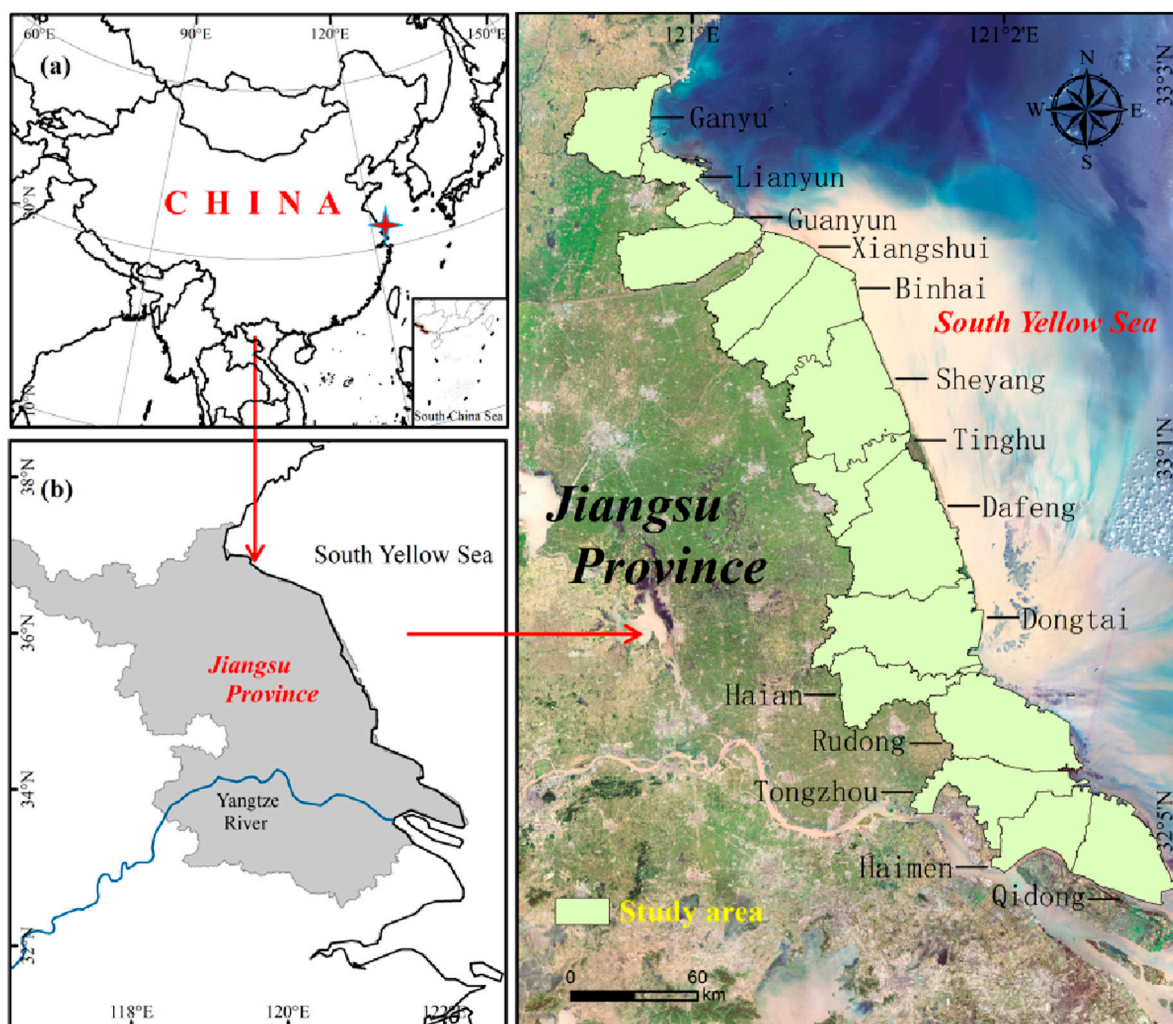 60°E
90°E
120°E
150°E
(a)
CHINA
South China Sea
(b)
38°N
36°N
34°N
32°N
South Yellow Sea
Jiangsu
Province
Yangtze
River
118°E
120°E
121°E
121°2′E
N
W
E
S
33°3′N
33°1′N
32°5′N
Ganyu
Lianyun
Guanyun
Xiangshui
Binhai
South Yellow Sea
Sheyang
Tinghu
Dafeng
Jiangsu
Province
Dongtai
Haian
Rudong
Tongzhou
Haimen
Qidong
Study area
0
60
km